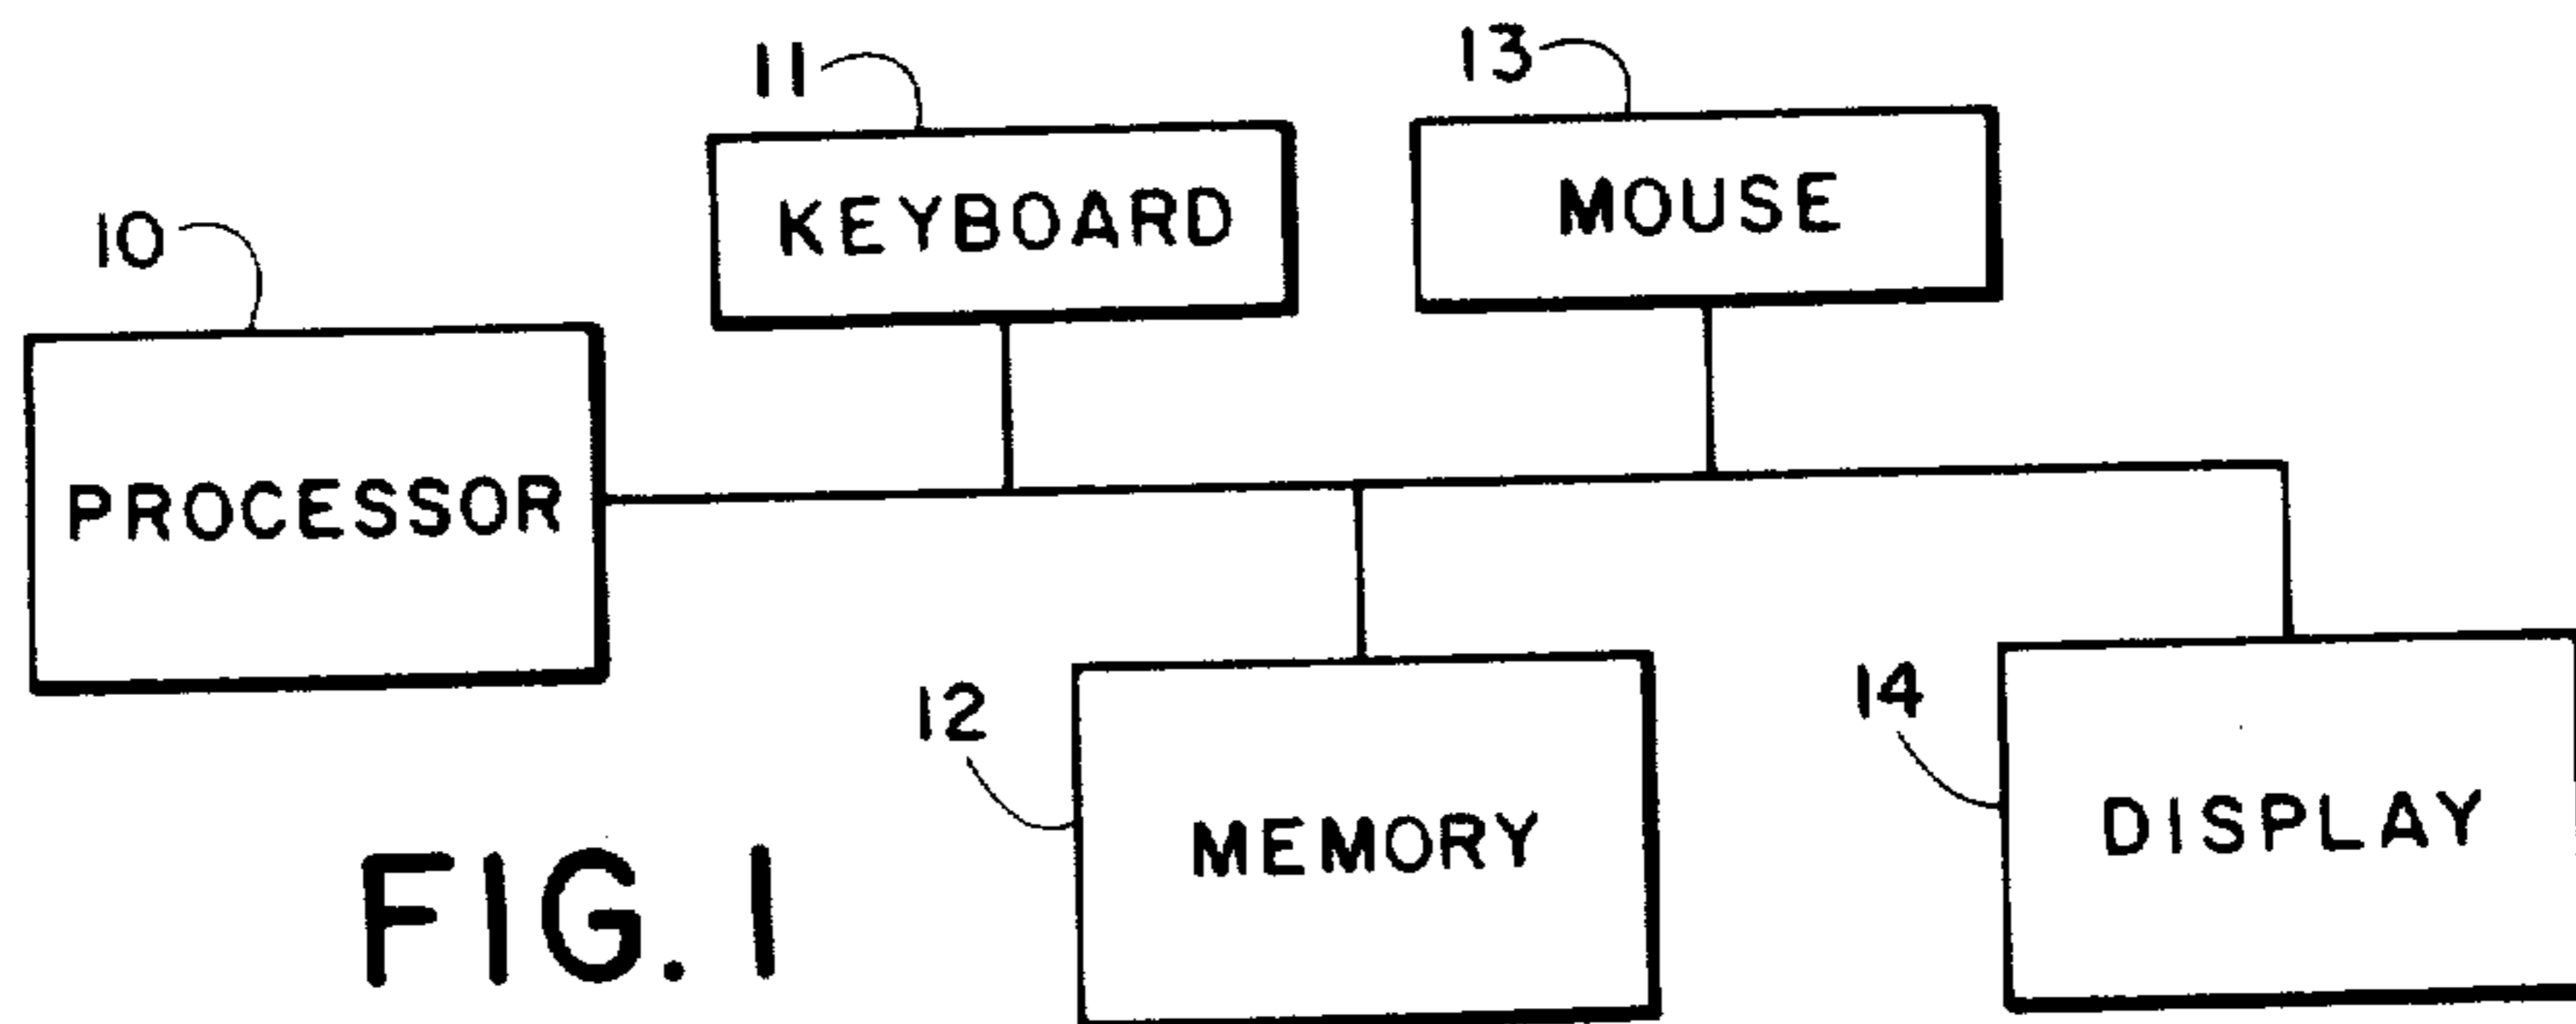 11
13
KEYBOARD
MOUSE
10
PROCESSOR
12
14
MEMORY
DISPLAY
FIG. 1